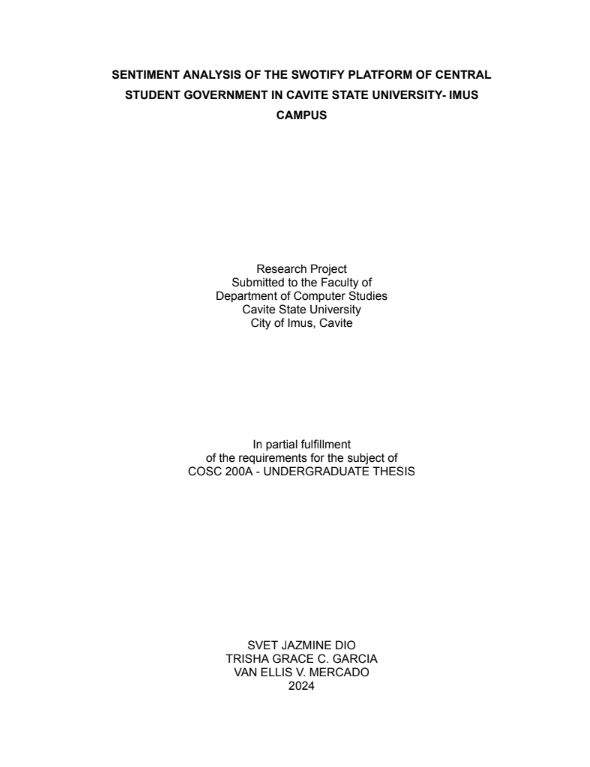 SENTIMENT ANALYSIS OF THE SWOTIFY PLATFORM OF CENTRAL
STUDENT GOVERNMENT IN CAVITE STATE UNIVERSITY- IMUS
CAMPUS
Research Project
Submitted to the Faculty of
Department of Computer Studies
Cavite State University
City of Imus, Cavite
In partial fulfillment
of the requirements for the subject of
COSC 200A - UNDERGRADUATE THESIS
SVET JAZMINE DIO
TRISHA GRACE C. GARCIA
VAN ELLIS V. MERCADO
2024